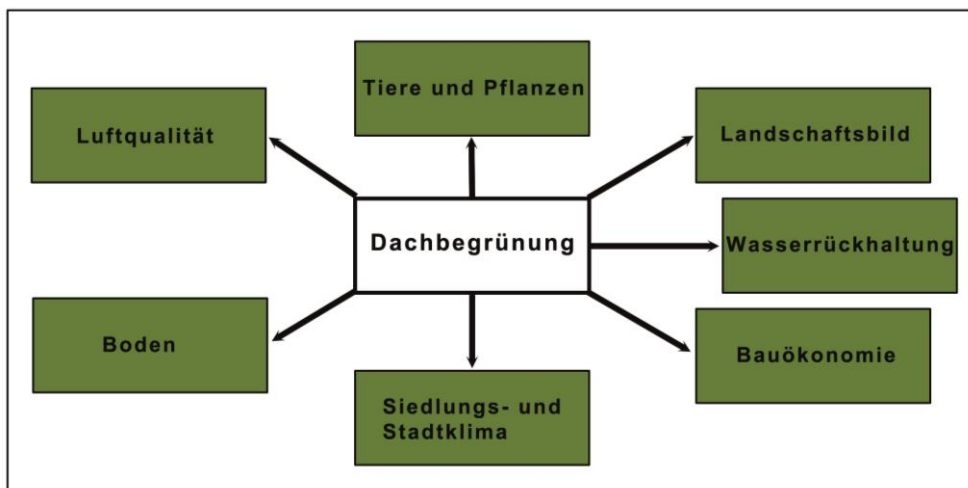 Tiere und Pflanzen
Luftqualität
Landschaftsbild
Dachbegrünung
Wasserrückhaltung
Boden
Bauökonomie
Siedlungs- und
Stadtklima